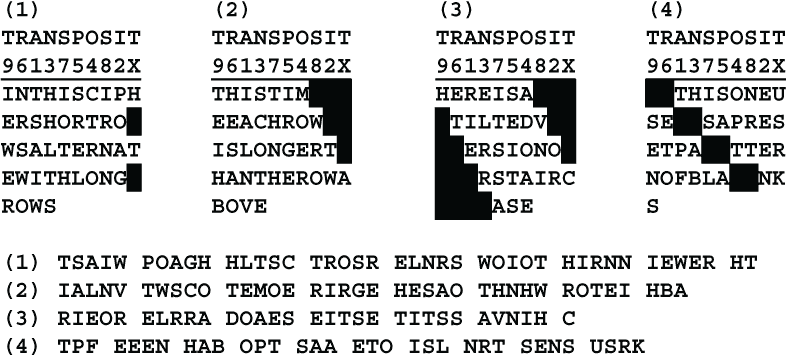 (1) (2) (3) (4)
TRANSPOSIT TRANSPOSIT TRANSPOSIT TRANSPOSIT
961375482X 961375482X 961375482X 961375482X
INTHISCIPH THISTIM HEREISA THISONEU
ERSHORTRO EEACHROW TILTEDV SE SAPRES
WSALTERNAT ISLONGERT ERSIONO ETPA TTER
EWITHLONG HANTHEROWA RSTAIRC NOFBLA NK
ROWS BOVE ASE S
(1) TSAIW POAGH HLTSC TROSR ELNRS WOIOT HIRNN IEWER HT
(2) IALNV TWSCO TEMOE RIRGE HESAO THNHW ROTEI HBA
(3) RIEOR ELRRA DOAES EITSE TITSS AVNIH C
(4) TPF EEEN HAB OPT SAA ETO ISL NRT SENS USRK